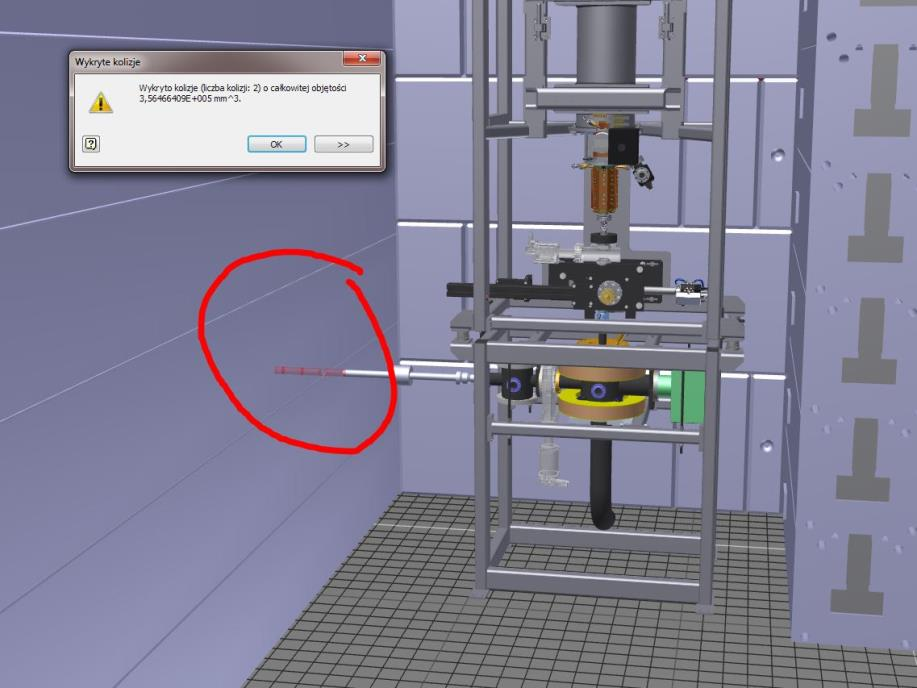 Wykryte kolizje
Wykryto kolizje (liczba kolizji: 2) o całkowitej objętości
3,56466409E+005 mm^3.
?
OK
>>